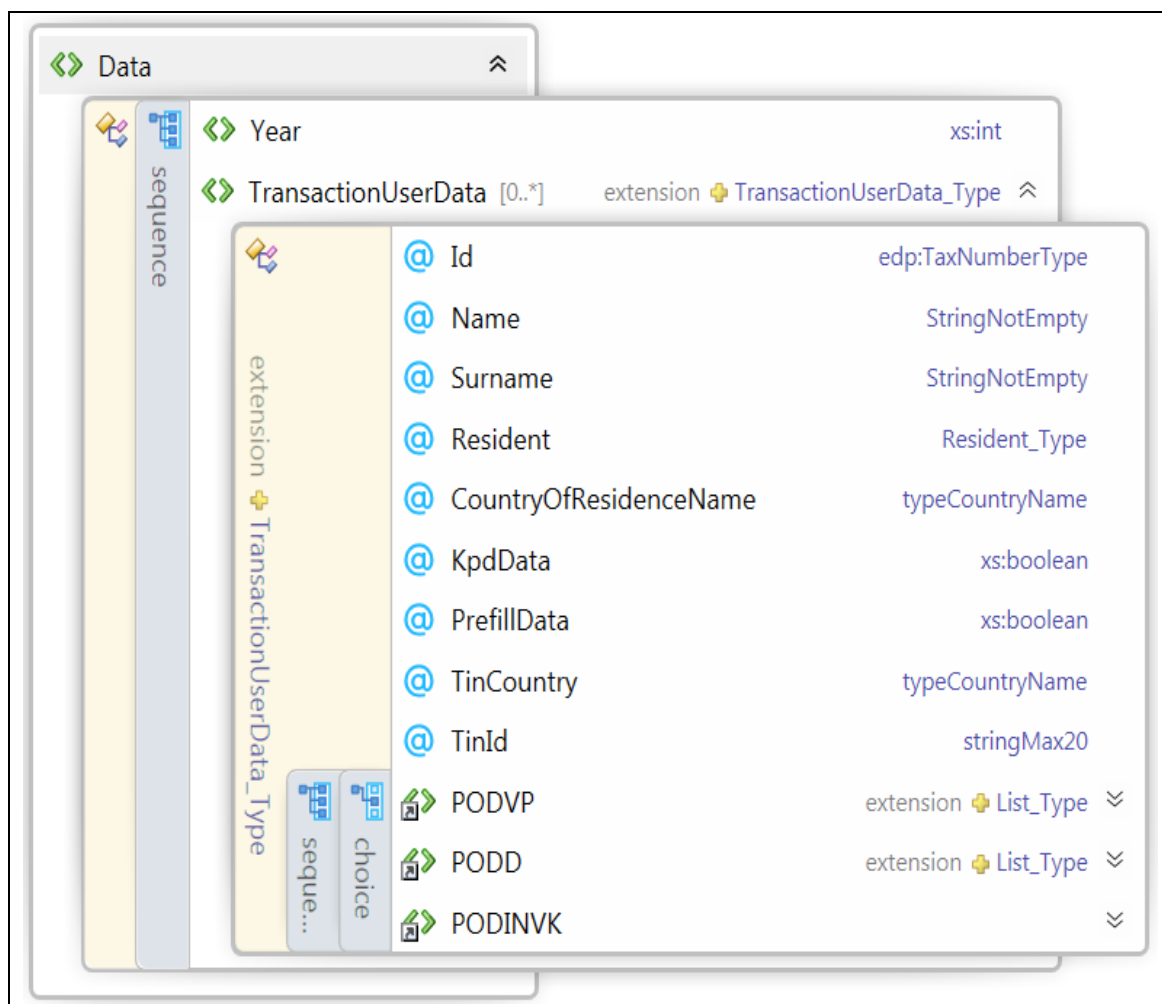 Data
Year xs:int
sequence
TransactionUserData [0..*] extension TransactionUserData_Type
extension TransactionUserData_Type
@ Id edp:TaxNumberType
@ Name StringNotEmpty
@ Surname StringNotEmpty
@ Resident Resident_Type
@ CountryOfResidenceName typeCountryName
@ KpdData xs:boolean
@ PrefillData xs:boolean
@ TinCountry typeCountryName
@ TinId stringMax20
seque...
choice
PODVP extension List_Type
PODD extension List_Type
PODINVK